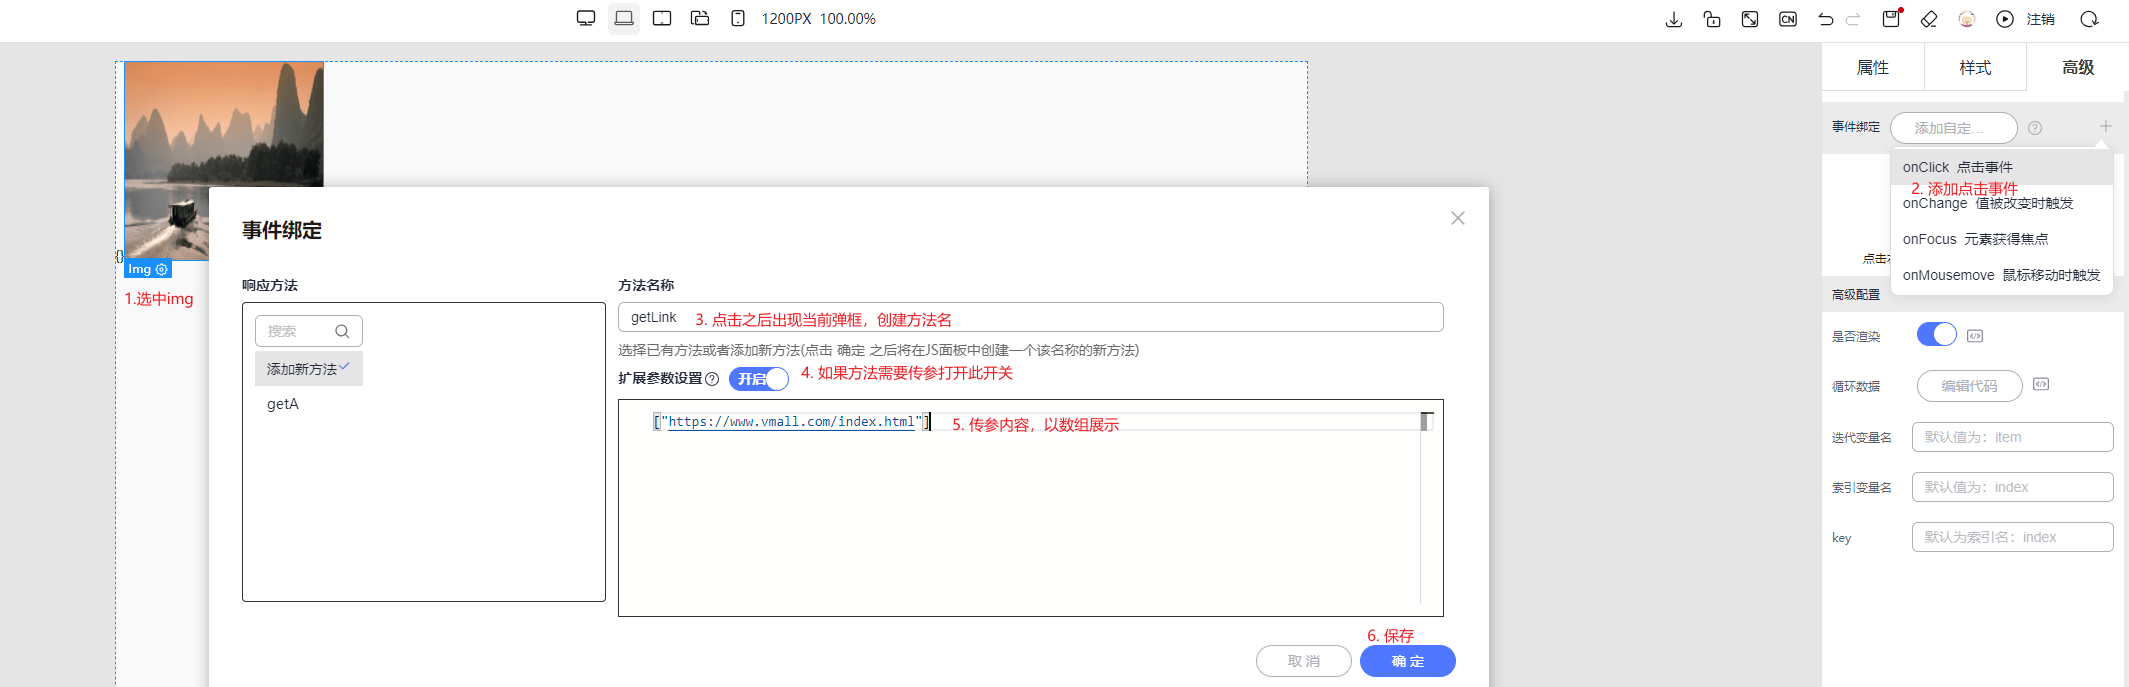 1200PX 100.00%
CN
注销
属性
样式
高级
事件绑定
添加自定...
onClick 点击事件
2. 添加点击事件
onChange 值被改变时触发
onFocus 元素获得焦点
onMousemove 鼠标移动时触发
高级配置
是否渲染
循环数据
编辑代码
迭代变量名
默认值为：item
索引变量名
默认值为：index
key
默认为索引名：index
{}
Img
1.选中img
事件绑定
响应方法
搜索
添加新方法
getA
方法名称
getLink
3. 点击之后出现当前弹框，创建方法名
选择已有方法或者添加新方法(点击 确定 之后将在JS面板中创建一个该名称的新方法)
扩展参数设置
开启
4. 如果方法需要传参打开此开关
["https://www.vmall.com/index.html"]
5. 传参内容，以数组展示
6. 保存
取 消
确 定